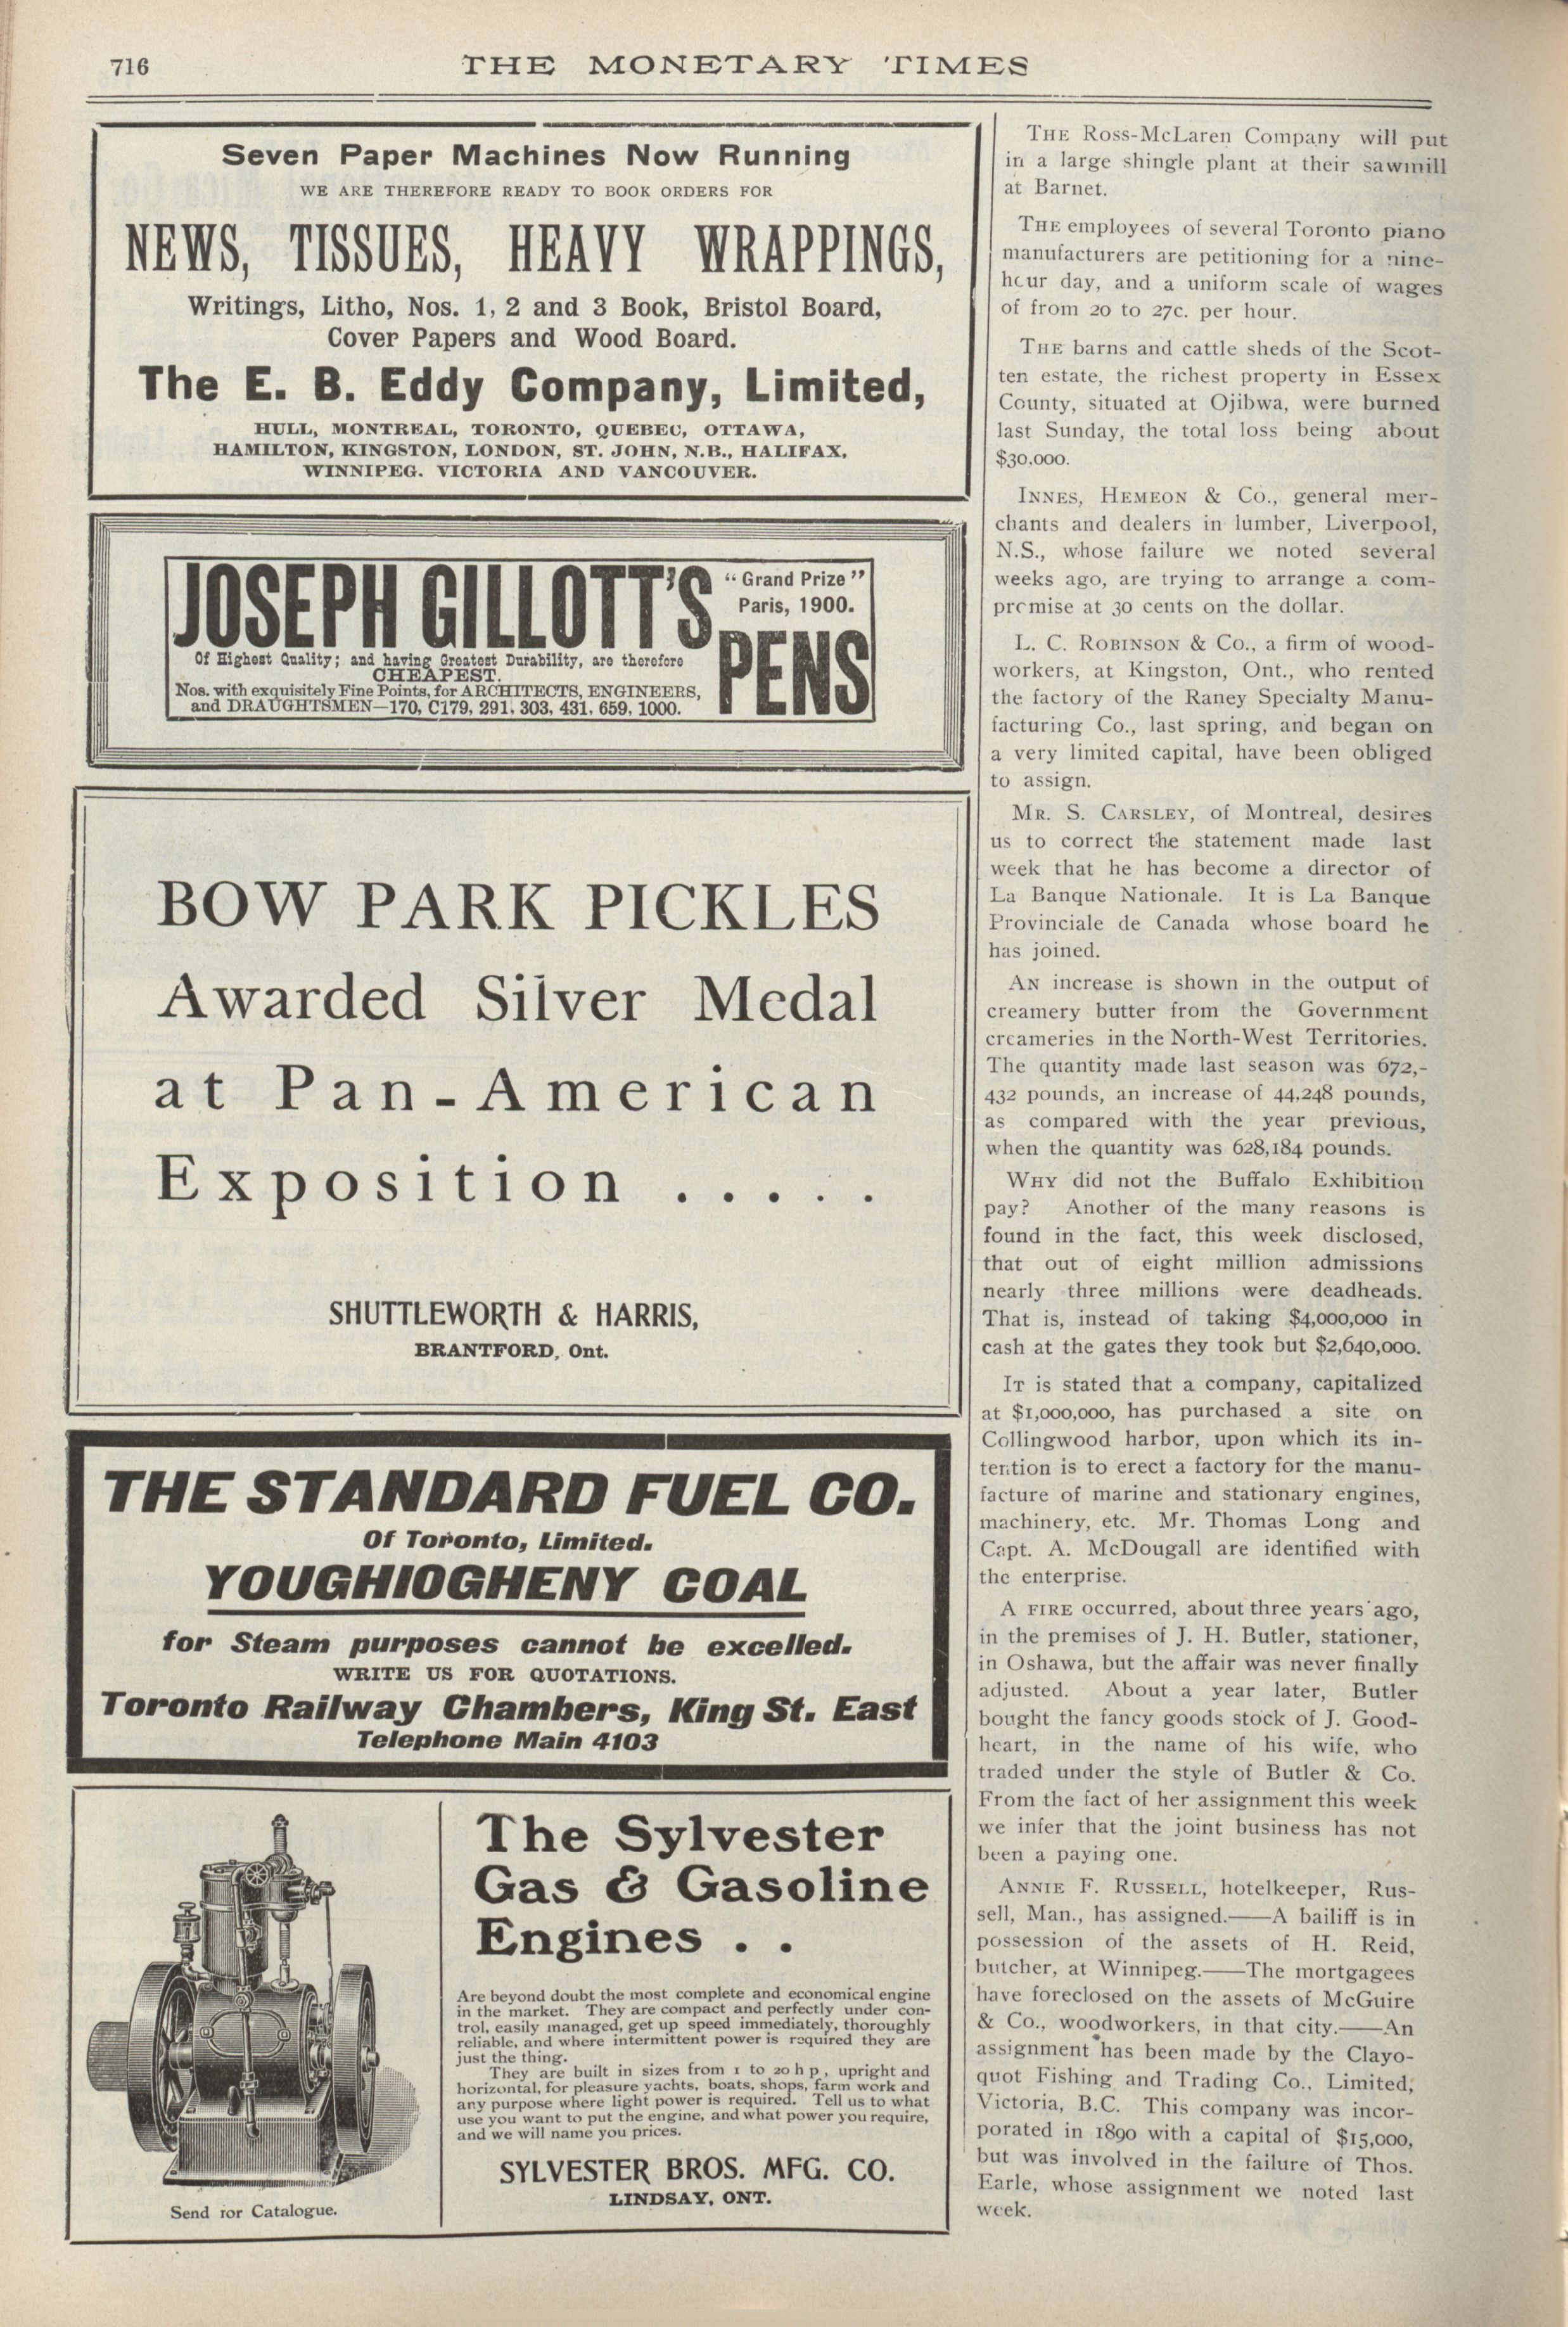 716
THE MONETARY TIMES
Seven Paper Machines Now Running
WE ARE THEREFORE READY TO BOOK ORDERS FOR
NEWS, TISSUES, HEAVY WRAPPINGS,
Writings, Litho, Nos. 1, 2 and 3 Book, Bristol Board,
Cover Papers and Wood Board.
The E. B. Eddy Company, Limited,
HULL, MONTREAL, TORONTO, QUEBEC, OTTAWA,
HAMILTON, KINGSTON, LONDON, ST. JOHN, N.B., HALIFAX,
WINNIPEG. VICTORIA AND VANCOUVER.
JOSEPH GILLOTT'S
"Grand Prize"
Paris, 1900.
PENS
Of Highest Quality; and having Greatest Durability, are therefore
CHEAPEST.
Nos. with exquisitely Fine Points, for ARCHITECTS, ENGINEERS,
and DRAUGHTSMEN—170, C179, 291, 303, 431, 659, 1000.
BOW PARK PICKLES
Awarded Silver Medal
at Pan-American
Exposition . . . . .
SHUTTLEWORTH & HARRIS,
BRANTFORD, Ont.
THE STANDARD FUEL CO.
Of Toronto, Limited.
YOUGHIOGHENY COAL
for Steam purposes cannot be excelled.
WRITE US FOR QUOTATIONS.
Toronto Railway Chambers, King St. East
Telephone Main 4103
Send for Catalogue.
The Sylvester
Gas & Gasoline
Engines . .
Are beyond doubt the most complete and economical engine
in the market. They are compact and perfectly under con-
trol, easily managed, get up speed immediately, thoroughly
reliable, and where intermittent power is required they are
just the thing.
They are built in sizes from 1 to 20 h p, upright and
horizontal, for pleasure yachts, boats, shops, farm work and
any purpose where light power is required. Tell us to what
use you want to put the engine, and what power you require,
and we will name you prices.
SYLVESTER BROS. MFG. CO.
LINDSAY, ONT.
THE Ross-McLaren Company will put
in a large shingle plant at their sawmill
at Barnet.
THE employees of several Toronto piano
manufacturers are petitioning for a nine-
hour day, and a uniform scale of wages
of from 20 to 27c. per hour.
THE barns and cattle sheds of the Scot-
ten estate, the richest property in Essex
County, situated at Ojibwa, were burned
last Sunday, the total loss being about
$30,000.
INNES, HEMEON & Co., general mer-
chants and dealers in lumber, Liverpool,
N.S., whose failure we noted several
weeks ago, are trying to arrange a com-
promise at 30 cents on the dollar.
L. C. ROBINSON & Co., a firm of wood-
workers, at Kingston, Ont., who rented
the factory of the Raney Specialty Manu-
facturing Co., last spring, and began on
a very limited capital, have been obliged
to assign.
MR. S. CARSLEY, of Montreal, desires
us to correct the statement made last
week that he has become a director of
La Banque Nationale. It is La Banque
Provinciale de Canada whose board he
has joined.
AN increase is shown in the output of
creamery butter from the Government
creameries in the North-West Territories.
The quantity made last season was 672,-
432 pounds, an increase of 44,248 pounds,
as compared with the year previous,
when the quantity was 628,184 pounds.
WHY did not the Buffalo Exhibition
pay? Another of the many reasons is
found in the fact, this week disclosed,
that out of eight million admissions
nearly three millions were deadheads.
That is, instead of taking $4,000,000 in
cash at the gates they took but $2,640,000.
IT is stated that a company, capitalized
at $1,000,000, has purchased a site on
Collingwood harbor, upon which its in-
tention is to erect a factory for the manu-
facture of marine and stationary engines,
machinery, etc. Mr. Thomas Long and
Capt. A. McDougall are identified with
the enterprise.
A FIRE occurred, about three years ago,
in the premises of J. H. Butler, stationer,
in Oshawa, but the affair was never finally
adjusted. About a year later, Butler
bought the fancy goods stock of J. Good-
heart, in the name of his wife, who
traded under the style of Butler & Co.
From the fact of her assignment this week
we infer that the joint business has not
been a paying one.
ANNIE F. RUSSELL, hotelkeeper, Rus-
sell, Man., has assigned.——A bailiff is in
possession of the assets of H. Reid,
butcher, at Winnipeg.——The mortgagees
have foreclosed on the assets of McGuire
& Co., woodworkers, in that city.——An
assignment has been made by the Clayo-
quot Fishing and Trading Co., Limited,
Victoria, B.C. This company was incor-
porated in 1890 with a capital of $15,000,
but was involved in the failure of Thos.
Earle, whose assignment we noted last
week.